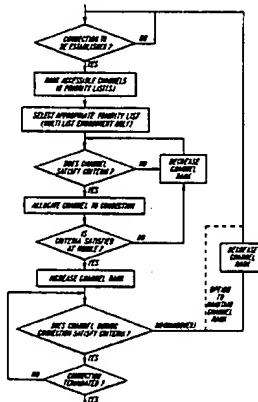 CONNECTION TO
BE ESTABLISHED ?
NO
YES
RANK ACCESSIBLE CHANNELS
IN PRIORITY LIST(S)
SELECT APPROPRIATE PRIORITY LIST
(MULTI LIST ENVIRONMENT ONLY)
DOES CHANNEL
SATISFY CRITERIA ?
NO
DECREASE
CHANNEL
RANK
YES
ALLOCATE CHANNEL TO CONNECTION
IS
CRITERIA SATISFIED
AT MOBILE ?
NO
YES
INCREASE CHANNEL RANK
OPTION
TO
CHANNEL
RANK
DECREASE
CHANNEL
RANK
DOES CHANNEL DURING
CONNECTION SATISFY CRITERIA ?
YES
NO
CONNECTION
TERMINATED ?
YES